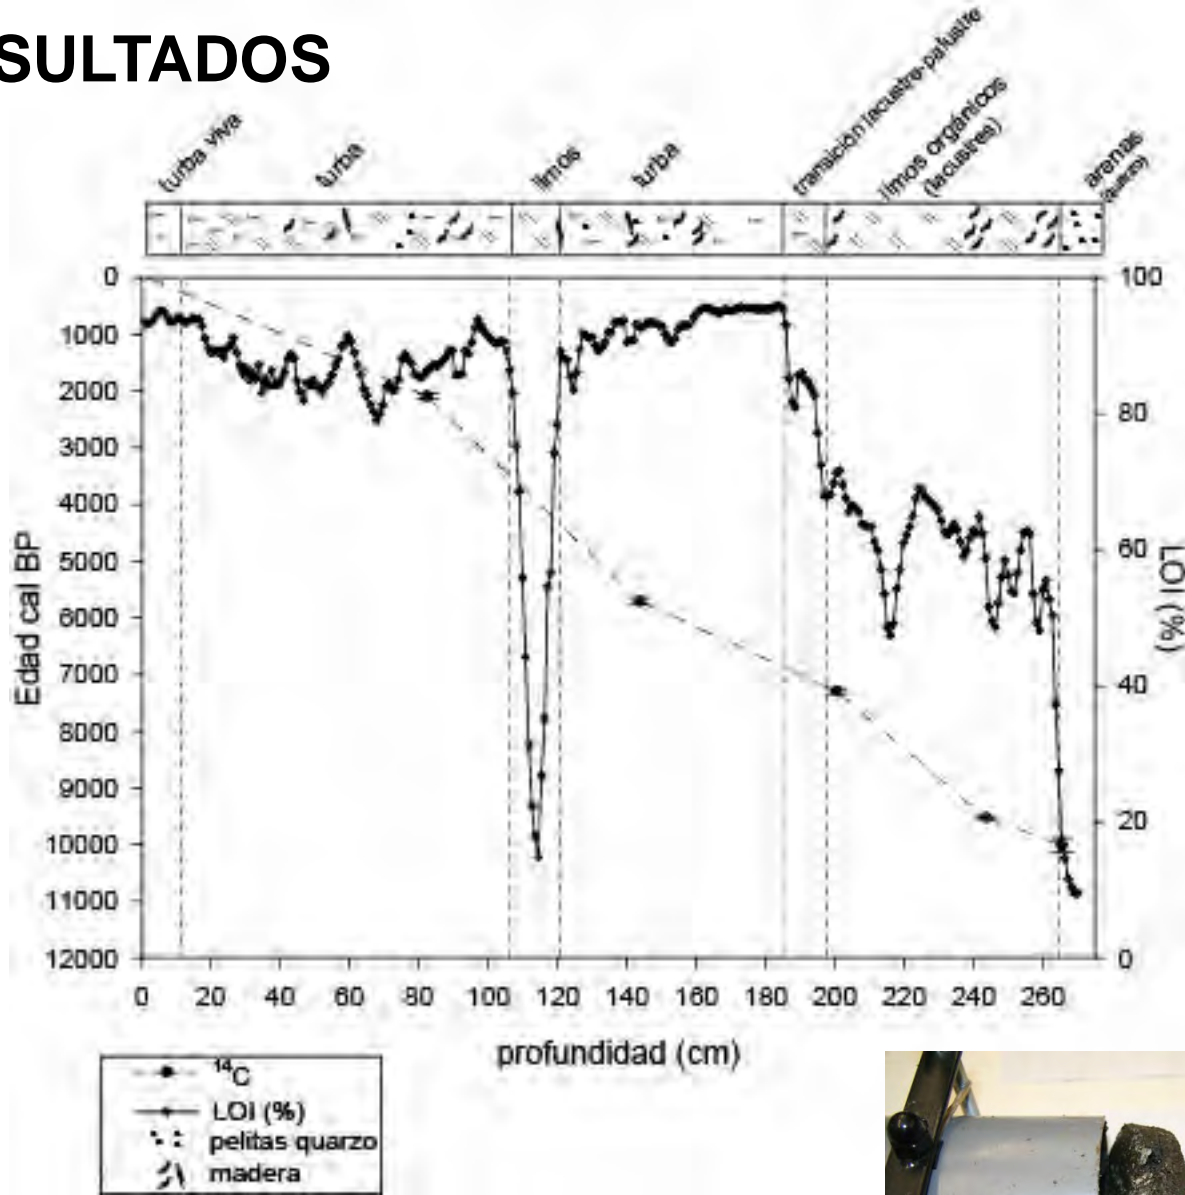 SULTADOS
turba viva
turba
limos
turba
transición lacustre-palustre
limos orgánicos
(lacustres)
arenas
(quarzo)
0
1000
2000
3000
4000
5000
6000
7000
8000
9000
10000
11000
12000
Edad cal BP
100
80
60
40
20
0
LOI (%)
0 20 40 60 80 100 120 140 160 180 200 220 240 260
profundidad (cm)
¹⁴C
LOI (%)
pelitas quarzo
madera